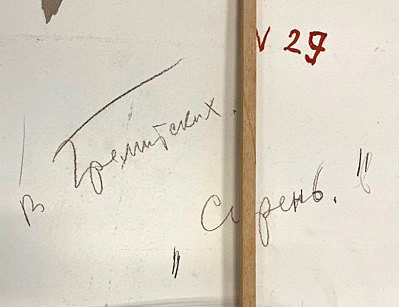 N 29
В Гремитских.
"Сирень."